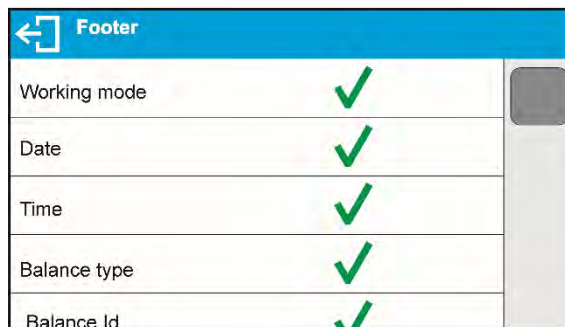 Footer
Working mode
Date
Time
Balance type
Balance Id